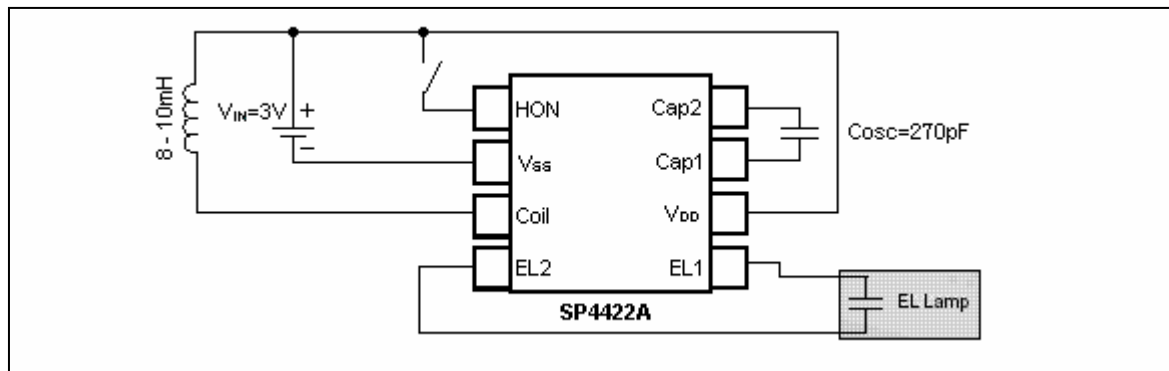 8 - 10mH
VIN=3V
+
−
HON
Vss
Coil
EL2
Cap2
Cap1
VDD
EL1
SP4422A
Cosc=270pF
EL Lamp